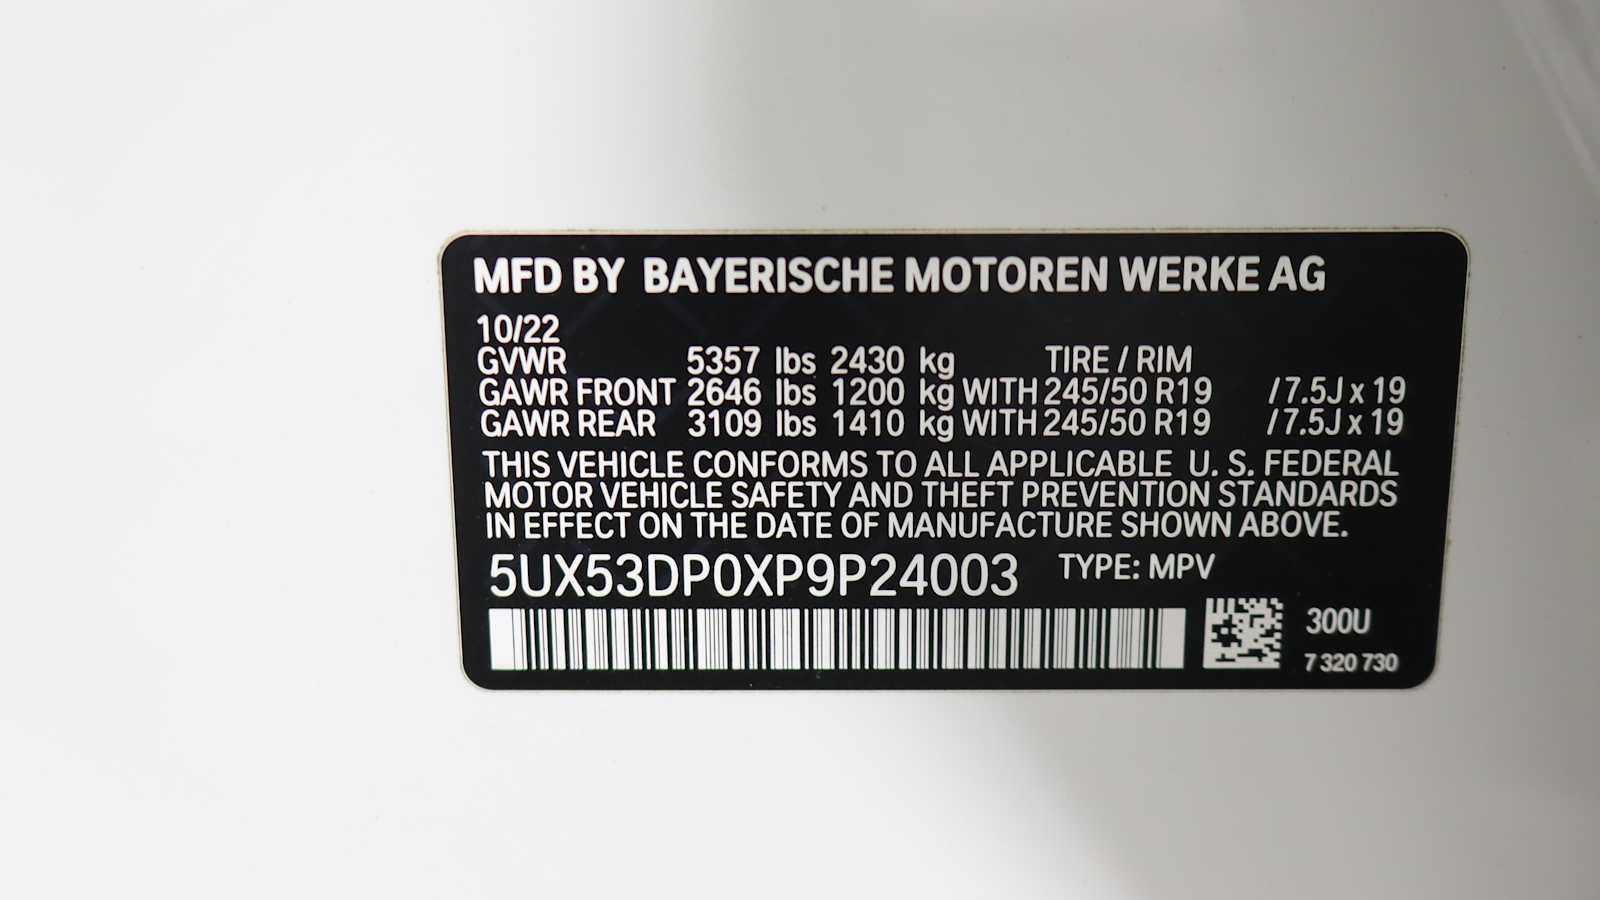 MFD BY BAYERISCHE MOTOREN WERKE AG
10/22
GVWR 5357 lbs 2430 kg TIRE / RIM
GAWR FRONT 2646 lbs 1200 kg WITH 245/50 R19 / 7.5J x 19
GAWR REAR 3109 lbs 1410 kg WITH 245/50 R19 / 7.5J x 19
THIS VEHICLE CONFORMS TO ALL APPLICABLE U. S. FEDERAL
MOTOR VEHICLE SAFETY AND THEFT PREVENTION STANDARDS
IN EFFECT ON THE DATE OF MANUFACTURE SHOWN ABOVE.
5UX53DP0XP9P24003 TYPE: MPV
300U
7 320 730